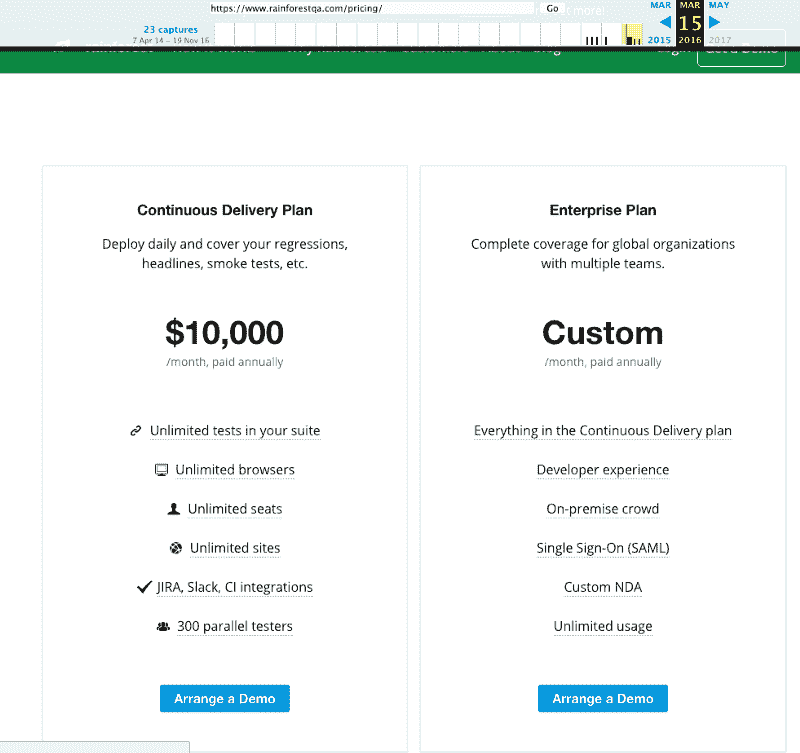 https://www.rainforestqa.com/pricing/
Go
MAR MAR MAY
23 captures
15
7 Apr 14 – 19 Nov 16
2015 2016 2017
Continuous Delivery Plan
Deploy daily and cover your regressions,
headlines, smoke tests, etc.
$10,000
/month, paid annually
Unlimited tests in your suite
Unlimited browsers
Unlimited seats
Unlimited sites
JIRA, Slack, CI integrations
300 parallel testers
Arrange a Demo
Enterprise Plan
Complete coverage for global organizations
with multiple teams.
Custom
/month, paid annually
Everything in the Continuous Delivery plan
Developer experience
On-premise crowd
Single Sign-On (SAML)
Custom NDA
Unlimited usage
Arrange a Demo